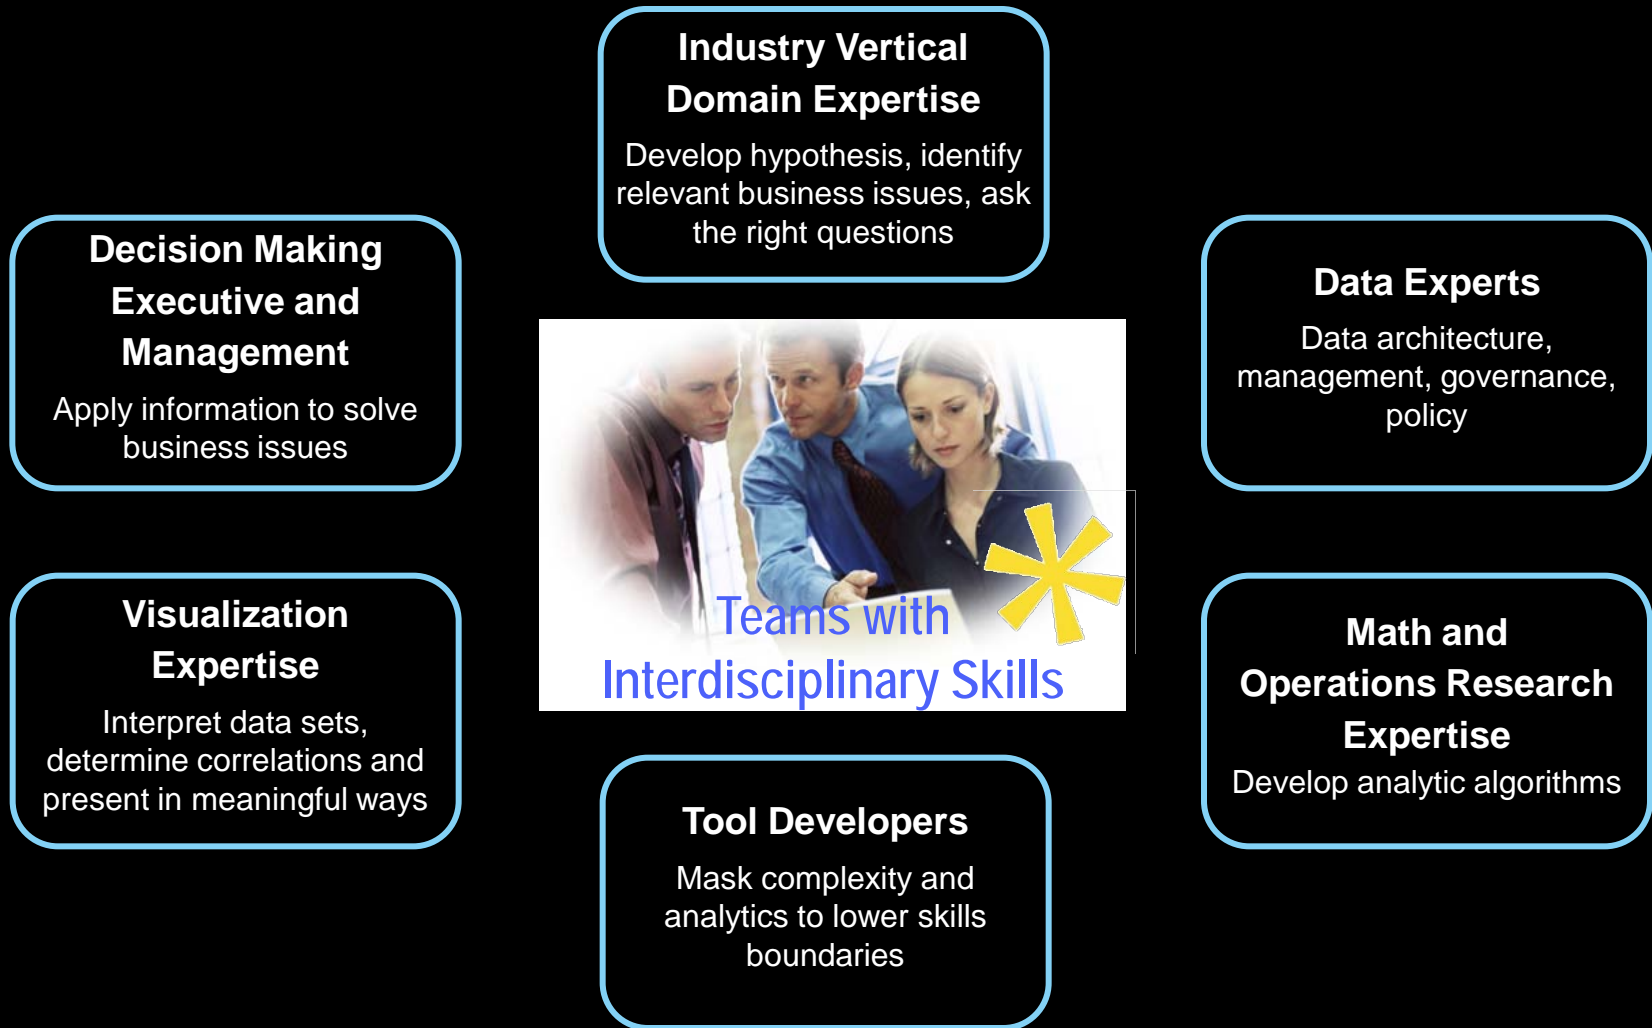 Industry Vertical
Domain Expertise
Develop hypothesis, identify
relevant business issues, ask
the right questions
Decision Making
Executive and
Management
Apply information to solve
business issues
Data Experts
Data architecture,
management, governance,
policy
Teams with
Interdisciplinary Skills
Visualization
Expertise
Interpret data sets,
determine correlations and
present in meaningful ways
Math and
Operations Research
Expertise
Develop analytic algorithms
Tool Developers
Mask complexity and
analytics to lower skills
boundaries